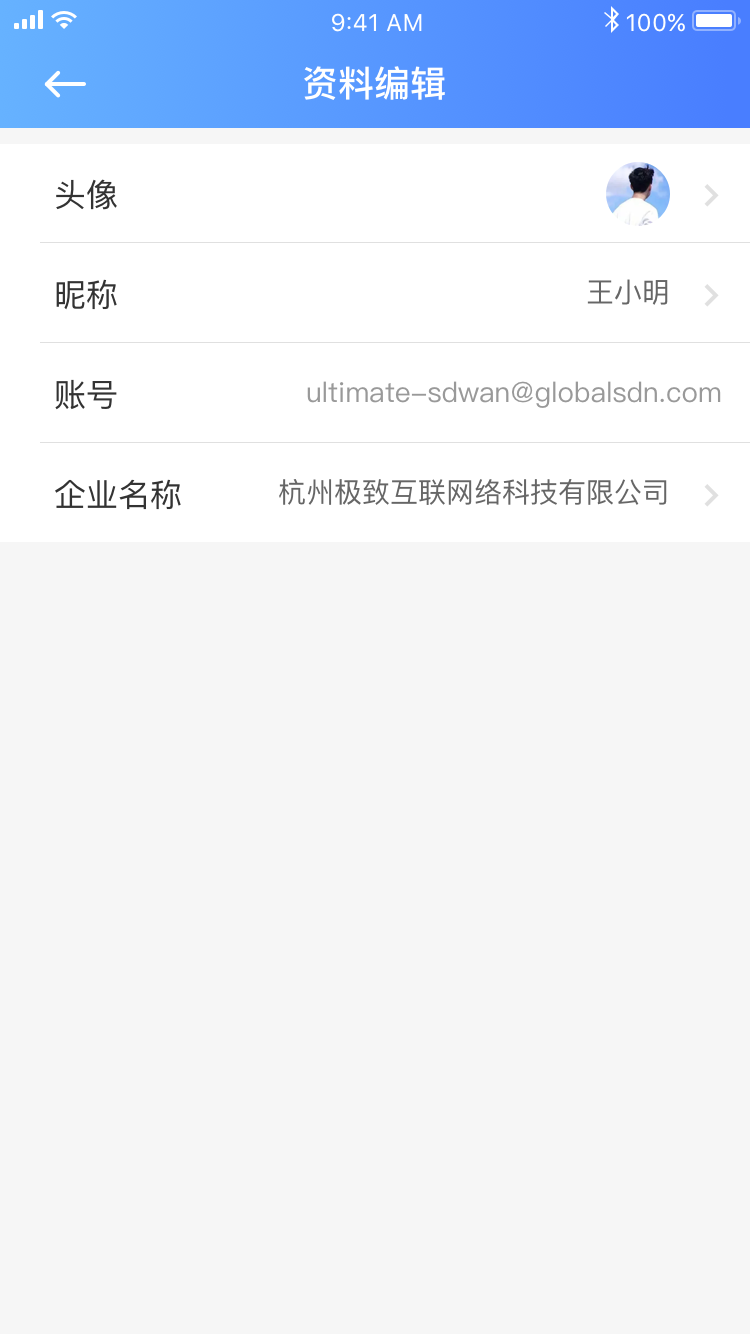 9:41 AM 100%
资料编辑
头像
昵称 王小明
账号 ultimate-sdwan@globalsdn.com
企业名称 杭州极致互联网络科技有限公司